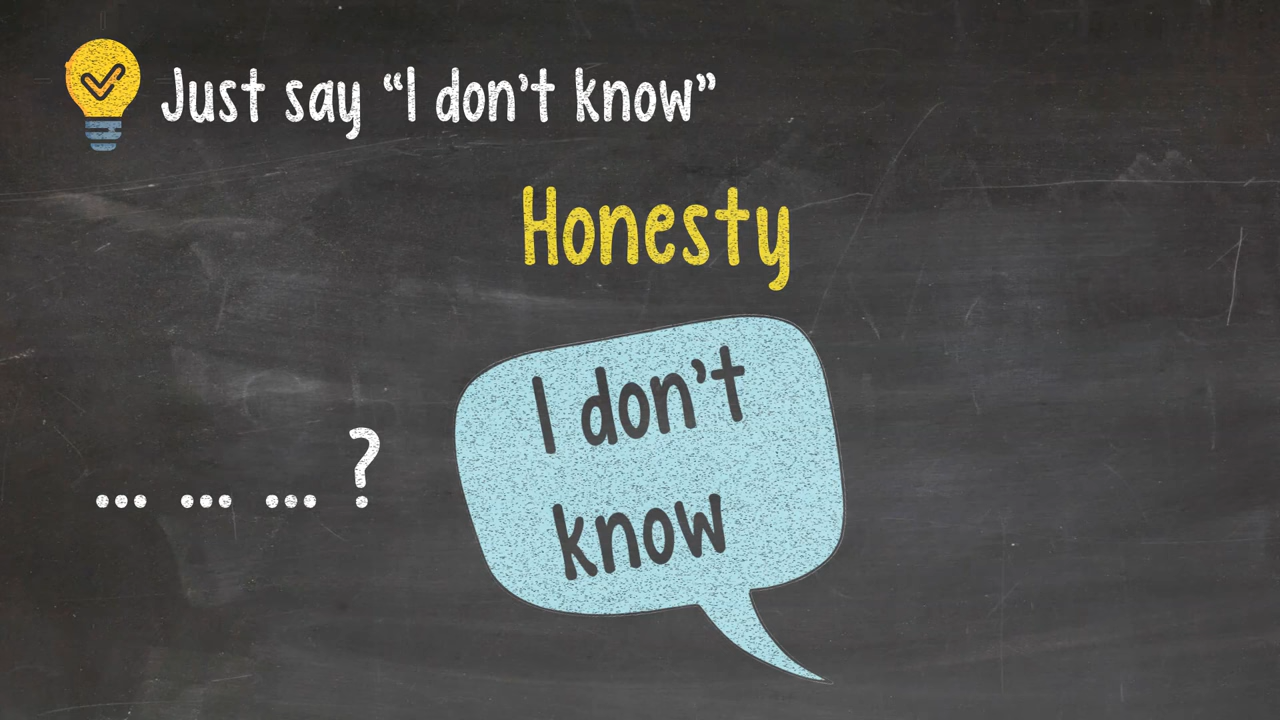 Just say “I don’t know”
Honesty
... ... ... ?
I don’t
know